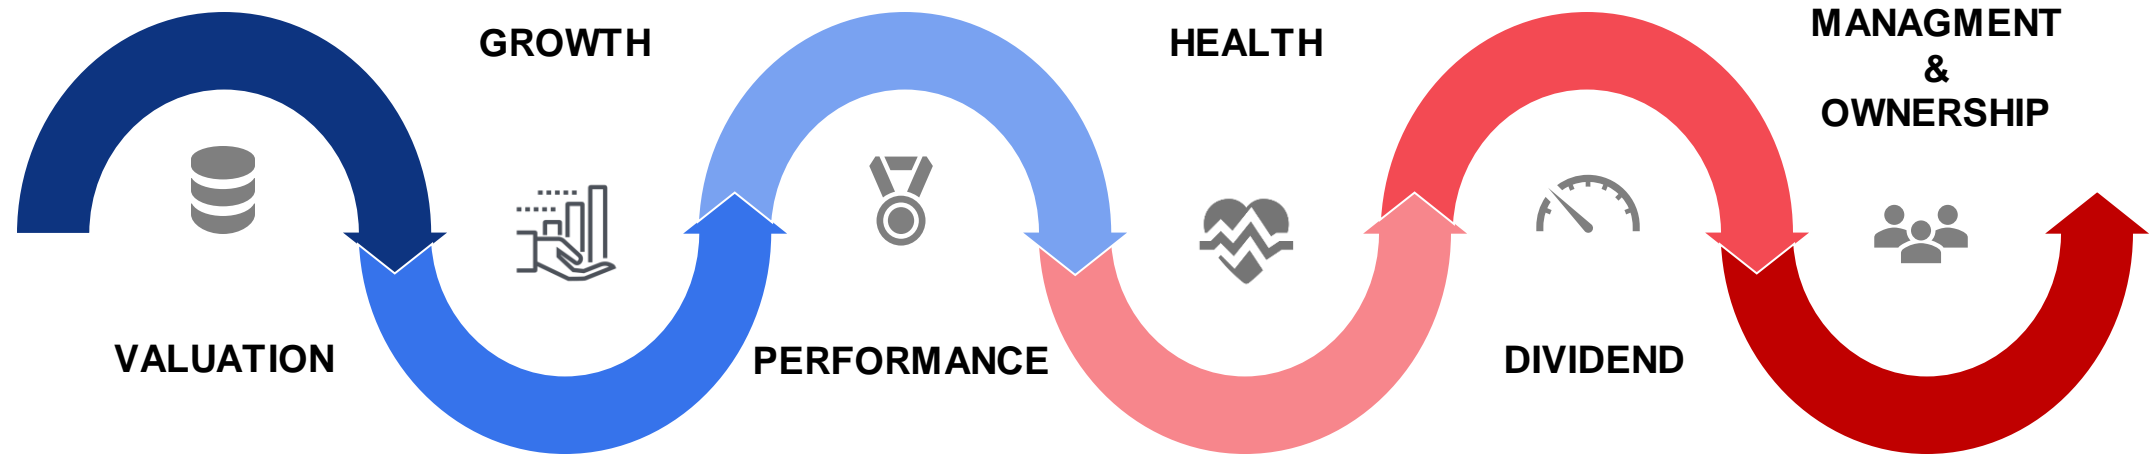 VALUATION
GROWTH
PERFORMANCE
HEALTH
DIVIDEND
MANAGMENT
&
OWNERSHIP